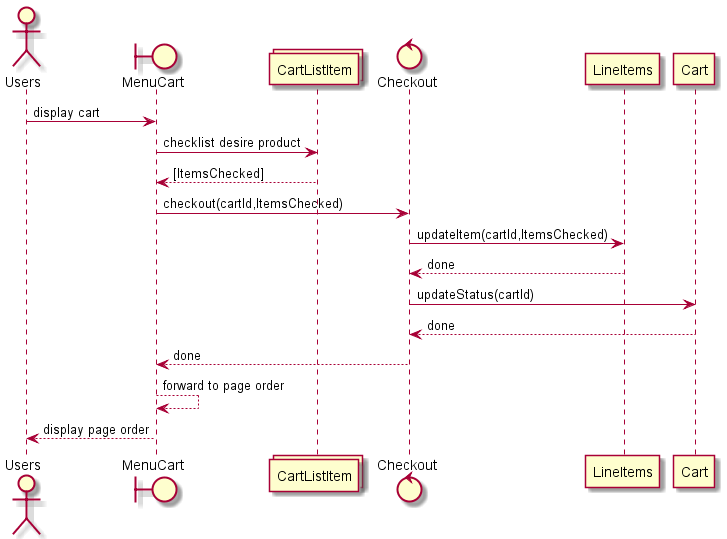 Users
MenuCart
CartListItem
Checkout
LineItems
Cart
display cart
checklist desire product
[ItemsChecked]
checkout(cartId,ItemsChecked)
updateItem(cartId,ItemsChecked)
done
updateStatus(cartId)
done
done
forward to page order
display page order
Users
MenuCart
CartListItem
Checkout
LineItems
Cart